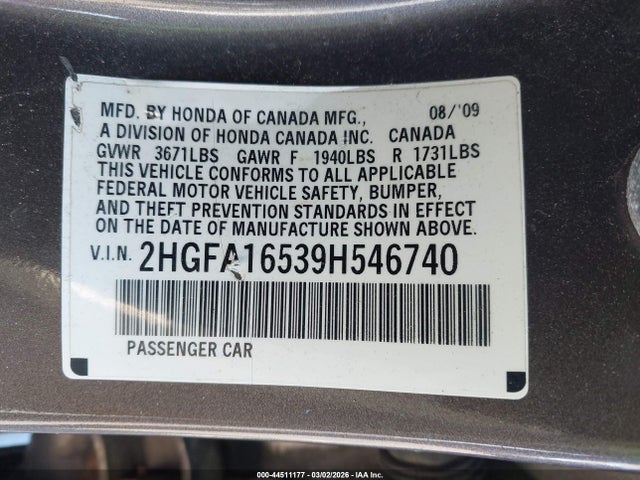 MFD. BY HONDA OF CANADA MFG., 08/'09
A DIVISION OF HONDA CANADA INC. CANADA
GVWR 3671LBS GAWR F 1940LBS R 1731LBS
THIS VEHICLE CONFORMS TO ALL APPLICABLE
FEDERAL MOTOR VEHICLE SAFETY, BUMPER,
AND THEFT PREVENTION STANDARDS IN EFFECT
ON THE DATE OF MANUFACTURE SHOWN ABOVE.
V.I.N. 2HGFA16539H546740
PASSENGER CAR
000-44511177 | 03/02/2026 - IAA Inc.